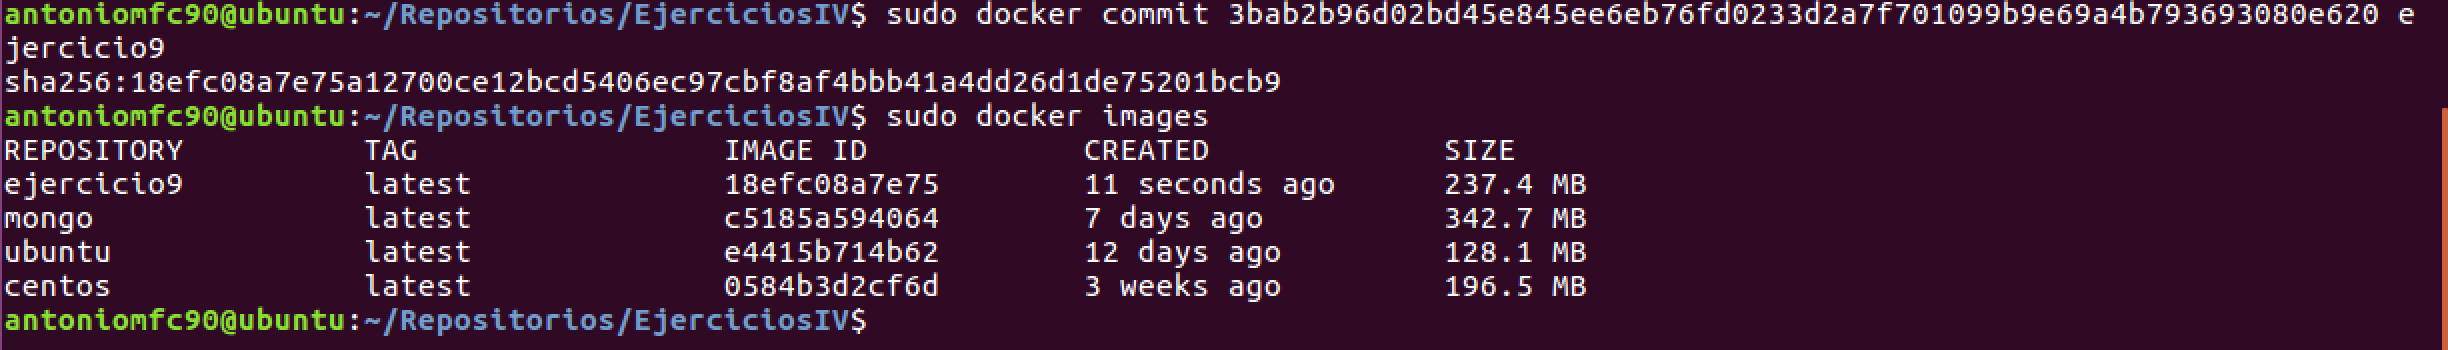 antoniomfc90@ubuntu:~/Repositorios/EjerciciosIV$ sudo docker commit 3bab2b96d02bd45e845ee6eb76fd0233d2a7f701099b9e69a4b793693080e620 e
jercicio9
sha256:18efc08a7e75a12700ce12bcd5406ec97cbf8af4bbb41a4dd26d1de75201bcb9
antoniomfc90@ubuntu:~/Repositorios/EjerciciosIV$ sudo docker images
REPOSITORY TAG IMAGE ID CREATED SIZE
ejercicio9 latest 18efc08a7e75 11 seconds ago 237.4 MB
mongo latest c5185a594064 7 days ago 342.7 MB
ubuntu latest e4415b714b62 12 days ago 128.1 MB
centos latest 0584b3d2cf6d 3 weeks ago 196.5 MB
antoniomfc90@ubuntu:~/Repositorios/EjerciciosIV$